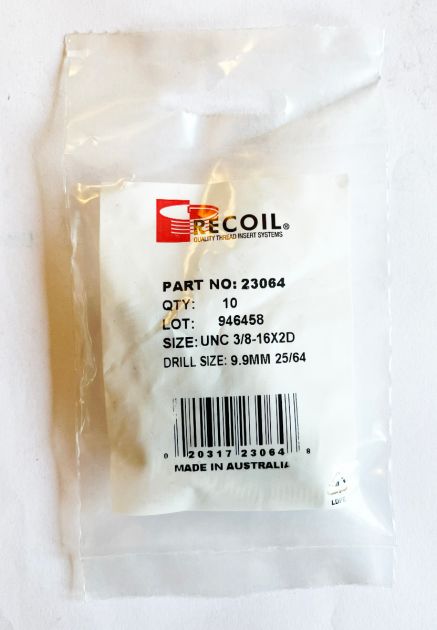 RECOIL®
QUALITY THREAD INSERT SYSTEMS
PART NO: 23064
QTY: 10
LOT: 946458
SIZE: UNC 3/8-16X2D
DRILL SIZE: 9.9MM 25/64
0 20317 23064 8
MADE IN AUSTRALIA